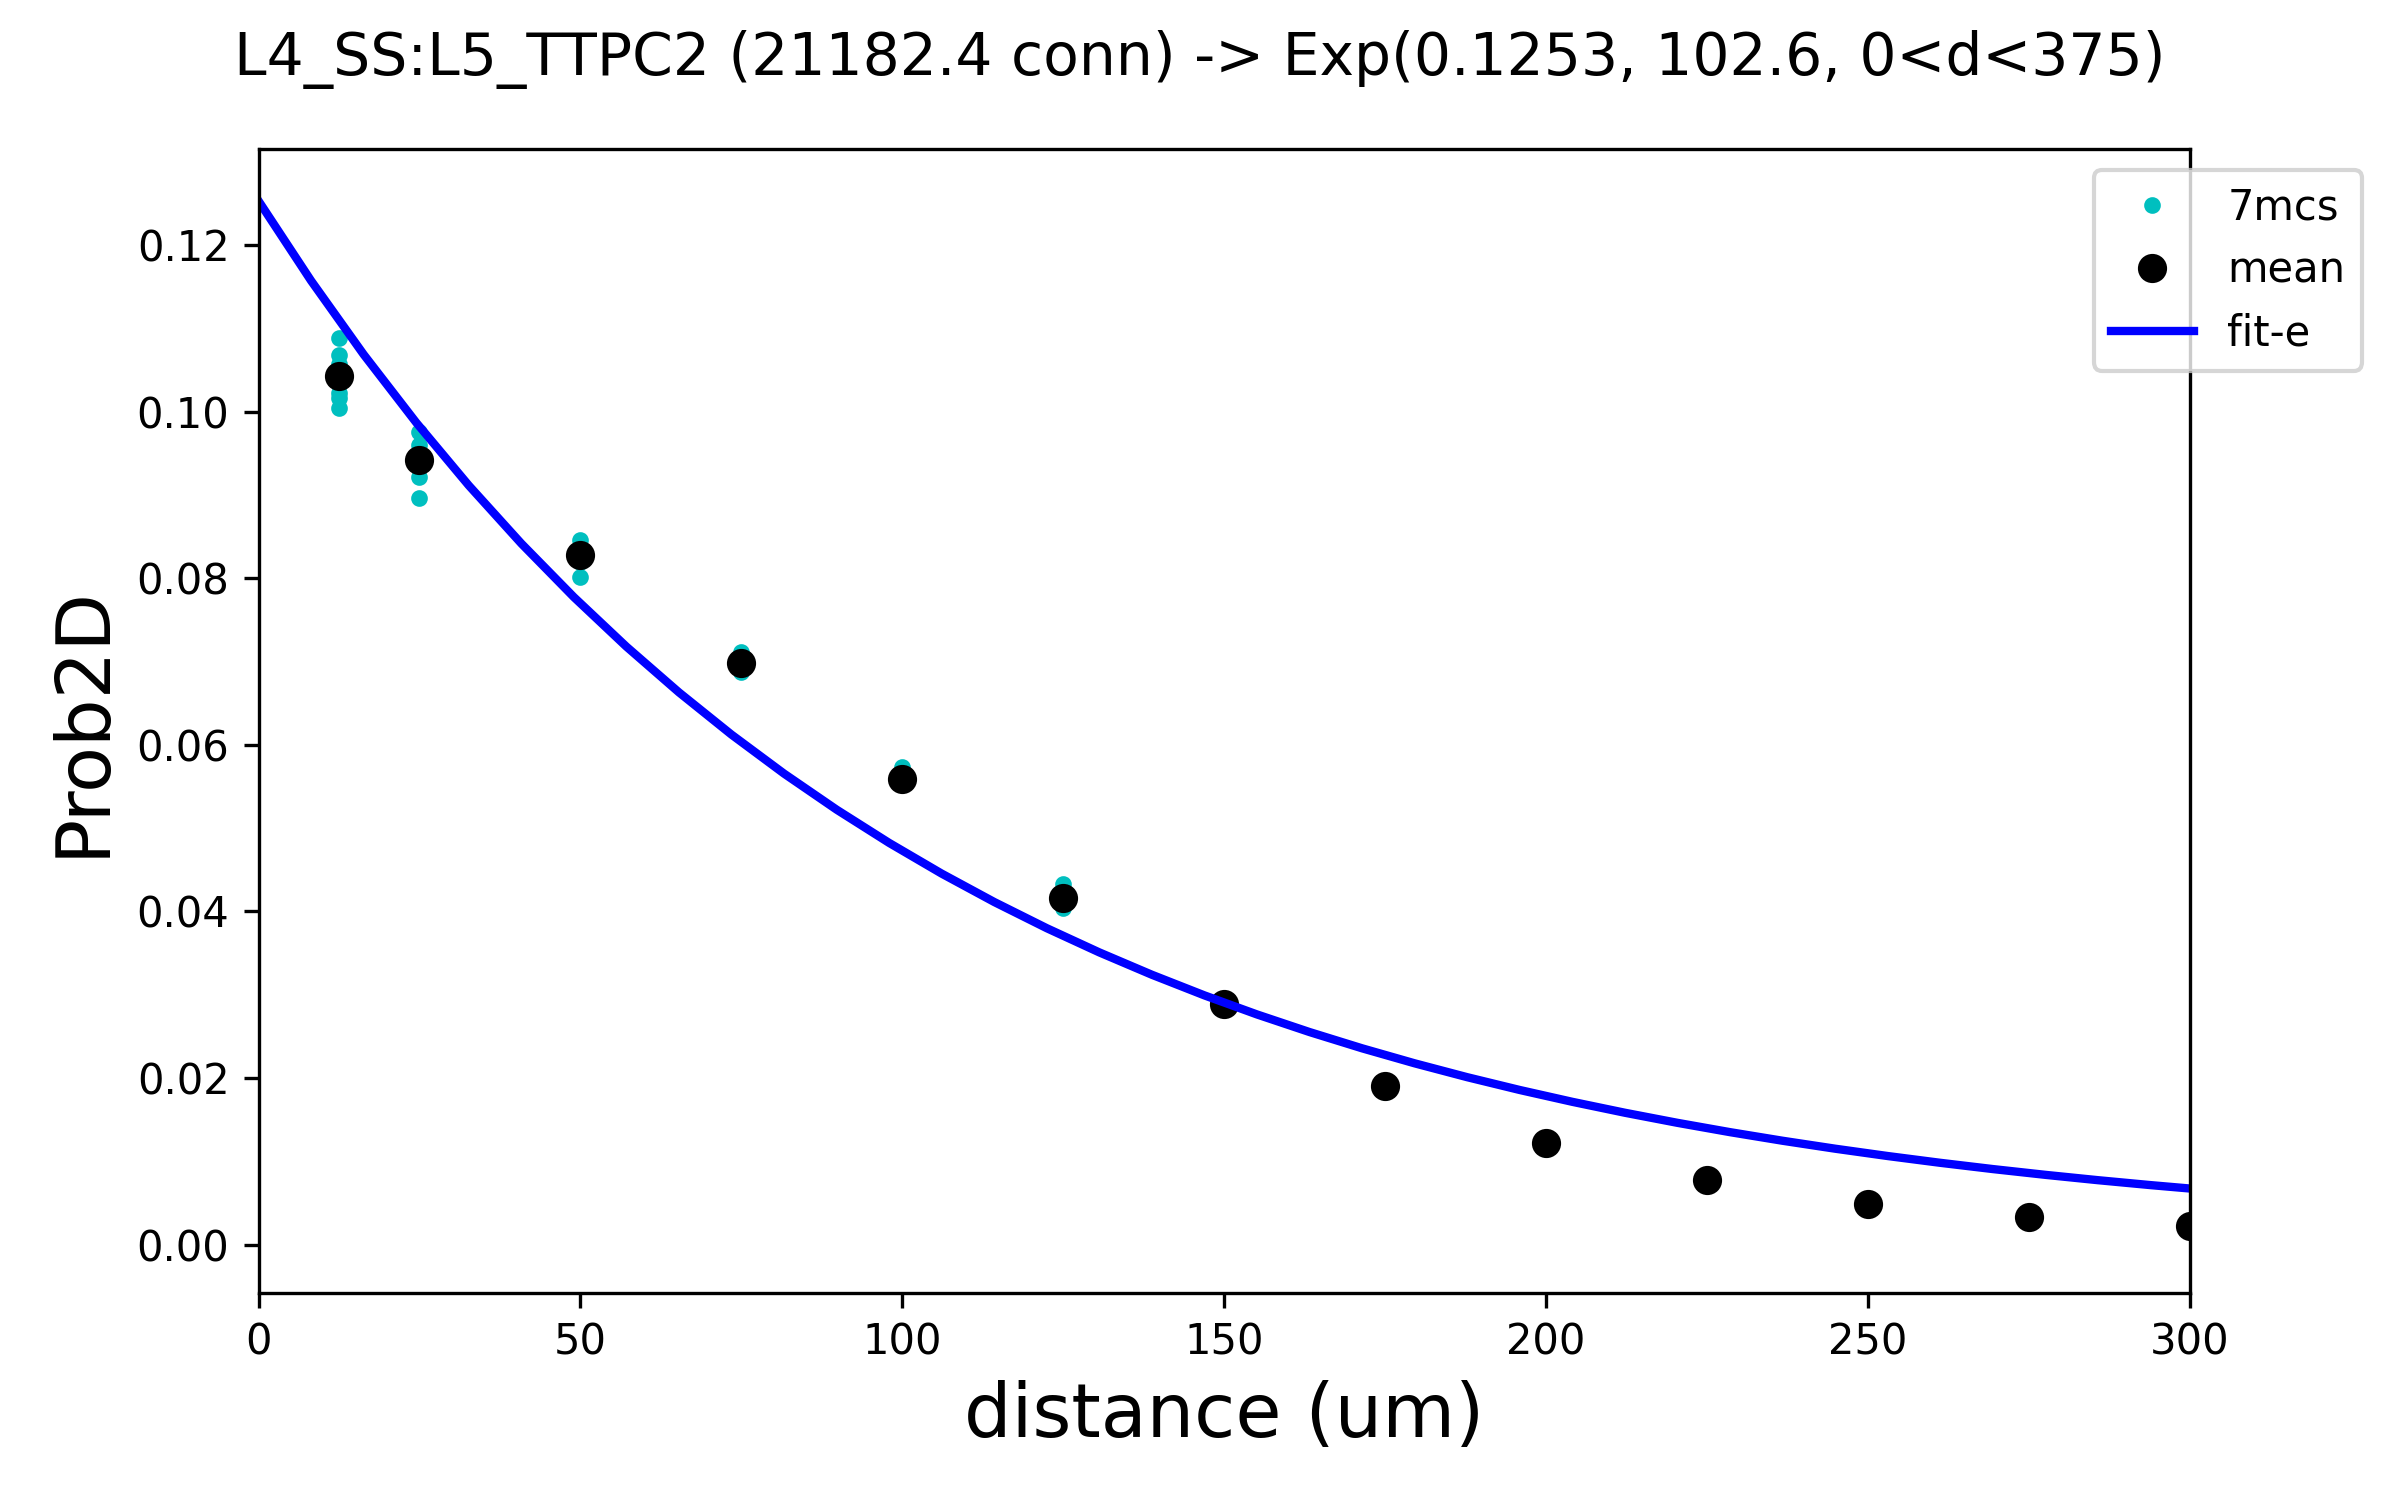 L4_SS:L5_TTPC2 (21182.4 conn) -> Exp(0.1253, 102.6, 0<d<375)
7mcs
mean
fit-e
Prob2D
0.12
0.10
0.08
0.06
0.04
0.02
0.00
0 50 100 150 200 250 300
distance (um)